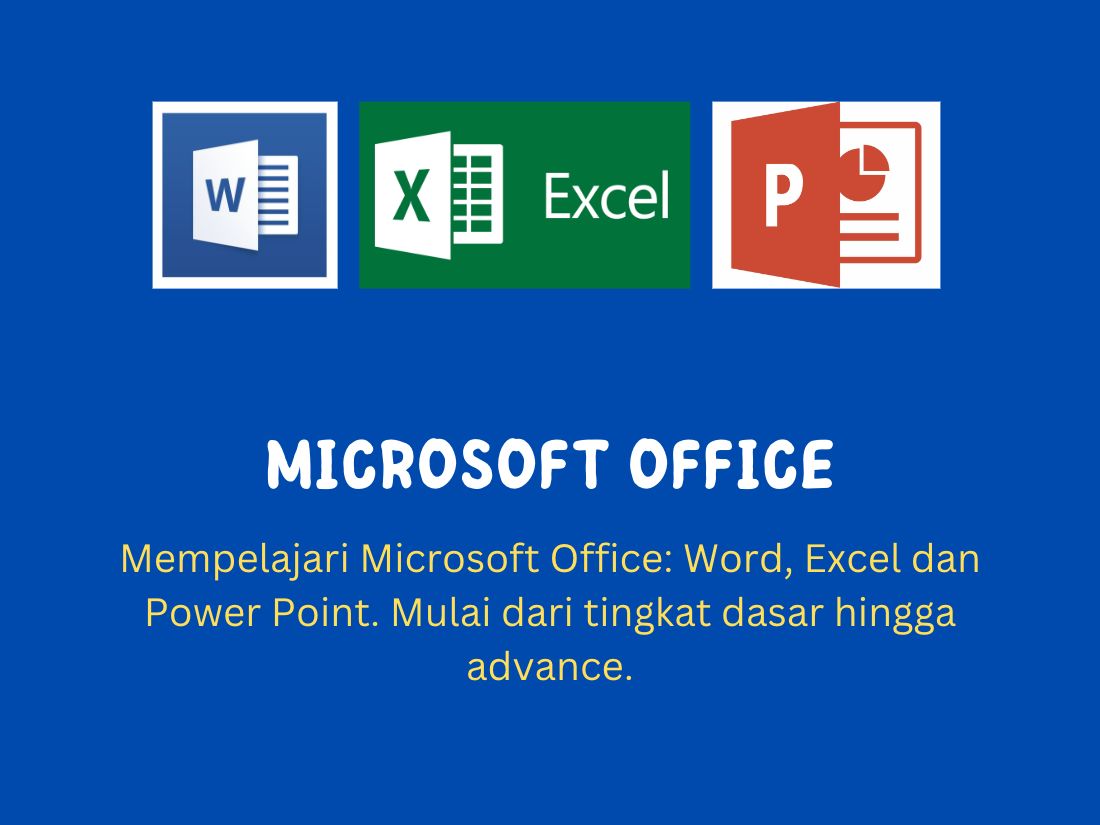 W
X
Excel
P
MICROSOFT OFFICE
Mempelajari Microsoft Office: Word, Excel dan
Power Point. Mulai dari tingkat dasar hingga
advance.